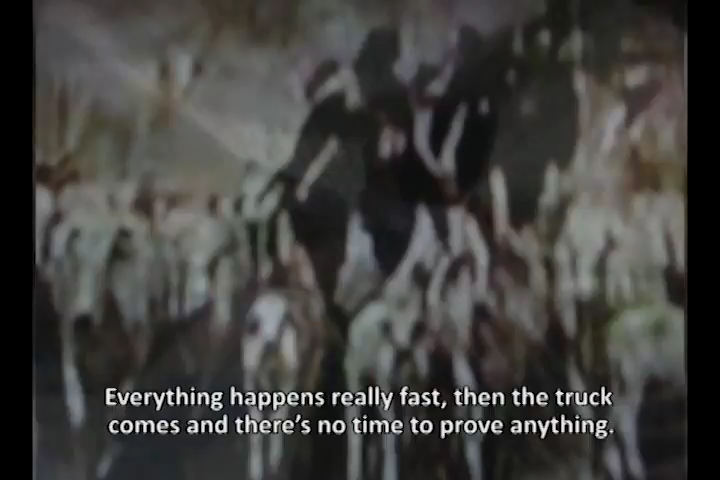 Everything happens really fast, then the truck
comes and there's no time to prove anything.